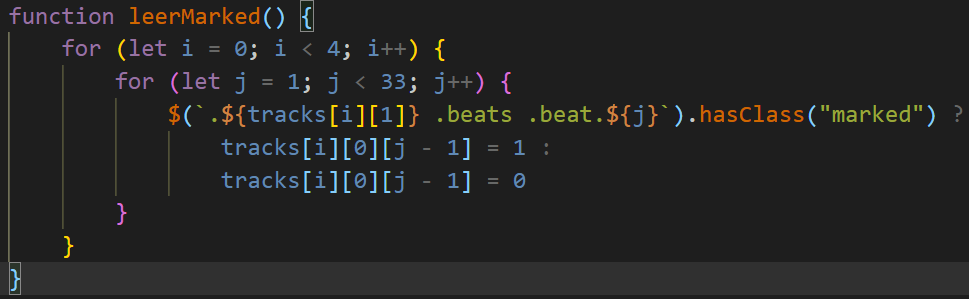 function leerMarked() {
    for (let i = 0; i < 4; i++) {
        for (let j = 1; j < 33; j++) {
            $(`.${tracks[i][1]} .beats .beat.${j}`).hasClass("marked") ?
                tracks[i][0][j - 1] = 1 :
                tracks[i][0][j - 1] = 0
        }
    }
}